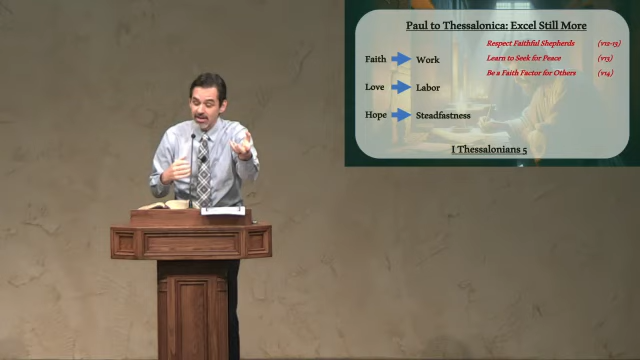 Paul to Thessalonica: Excel Still More
Respect Faithful Shepherds (v12-13)
Faith Work
Learn to Seek for Peace (v13)
Be a Faith Factor for Others (v14)
Love Labor
Hope Steadfastness
I Thessalonians 5